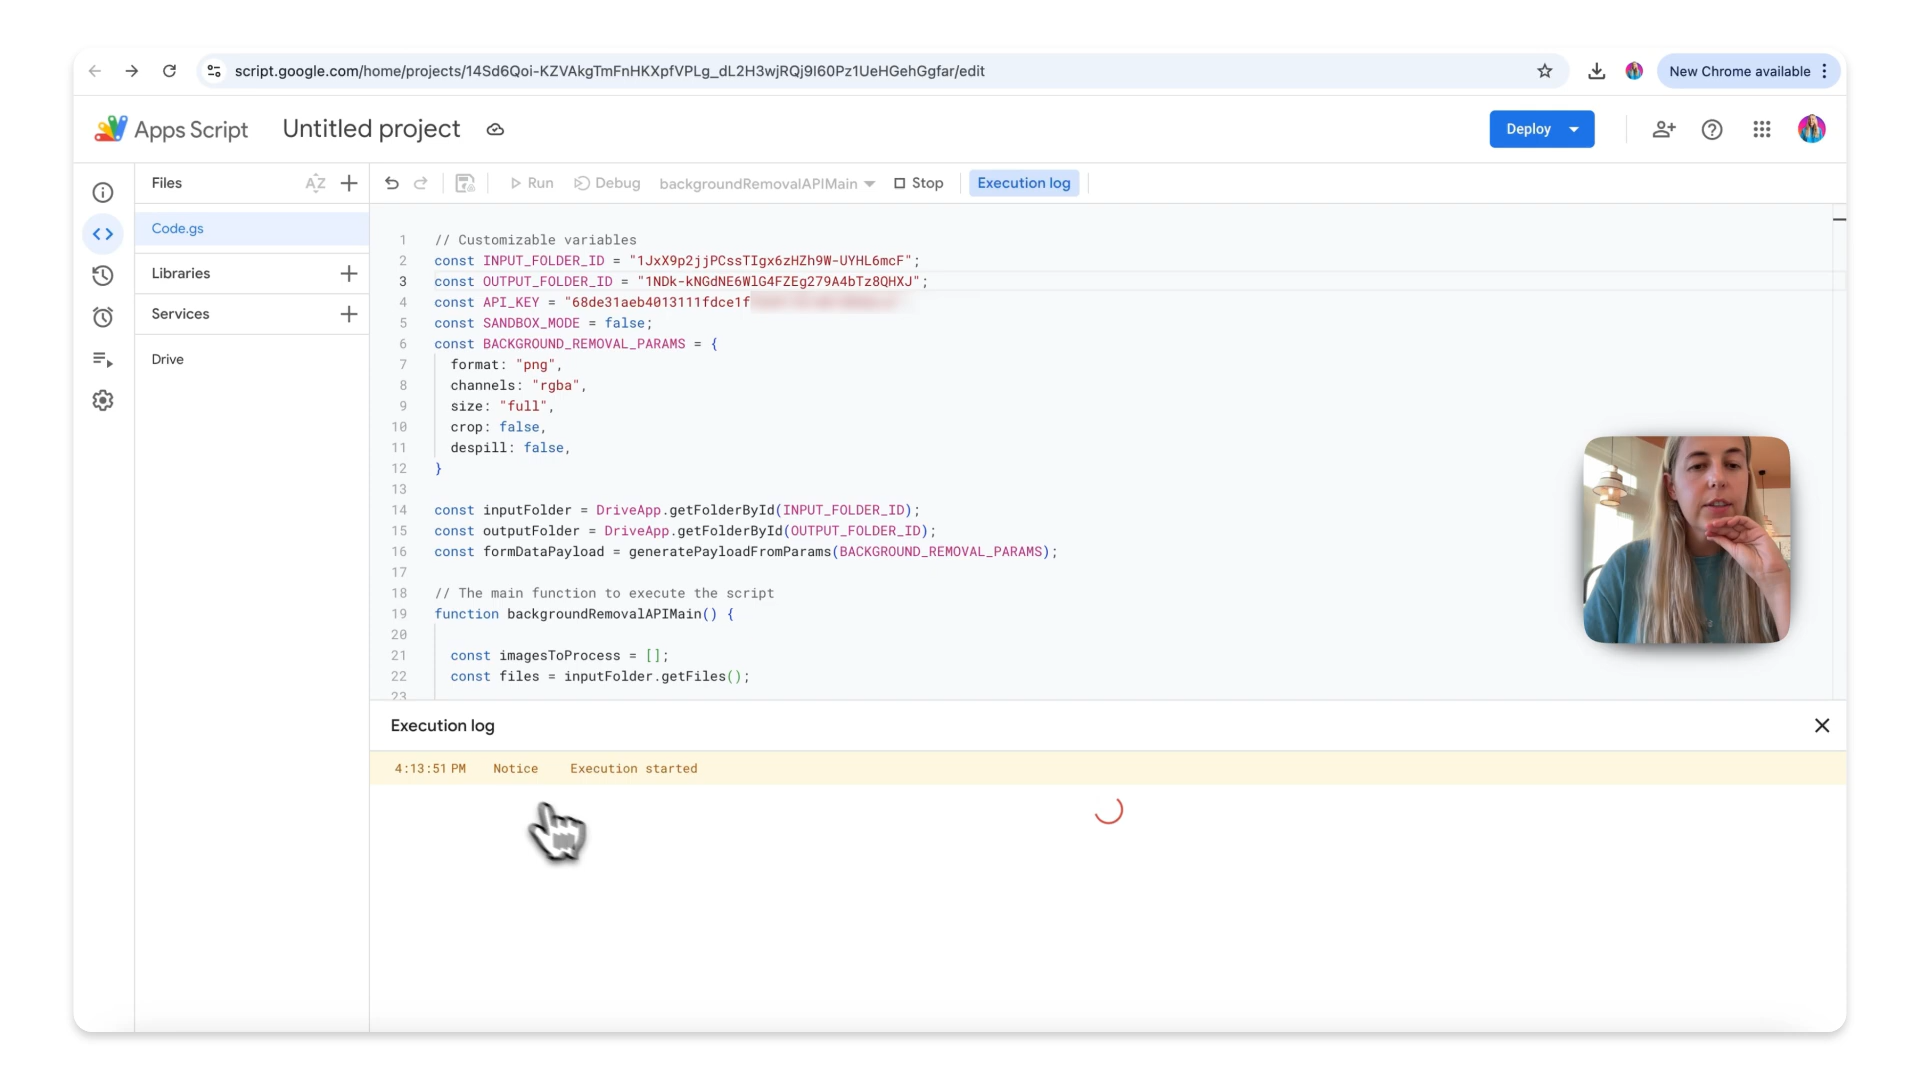 script.google.com/home/projects/14Sd6Qoi-KZVAkgTmFnHKXpfVPLg_dL2H3wjRQj9I60Pz1UeHGehGgfar/edit
New Chrome available
Apps Script
Untitled project
Deploy
Files
AZ
Run
Debug
backgroundRemovalAPIMain
Stop
Execution log
Code.gs
Libraries
Services
Drive
1 // Customizable variables
2 const INPUT_FOLDER_ID = "1JxX9p2jjPCssTIgx6zHZh9W-UYHL6mcF";
3 const OUTPUT_FOLDER_ID = "1NDk-kNGdNE6WlG4FZEg279A4bTz8QHXJ";
4 const API_KEY = "68de31aeb4013111fdce1f
5 const SANDBOX_MODE = false;
6 const BACKGROUND_REMOVAL_PARAMS = {
7 format: "png",
8 channels: "rgba",
9 size: "full",
10 crop: false,
11 despill: false,
12 }
13
14 const inputFolder = DriveApp.getFolderById(INPUT_FOLDER_ID);
15 const outputFolder = DriveApp.getFolderById(OUTPUT_FOLDER_ID);
16 const formDataPayload = generatePayloadFromParams(BACKGROUND_REMOVAL_PARAMS);
17
18 // The main function to execute the script
19 function backgroundRemovalAPIMain() {
20
21 const imagesToProcess = [];
22 const files = inputFolder.getFiles();
23
Execution log
4:13:51 PM Notice Execution started